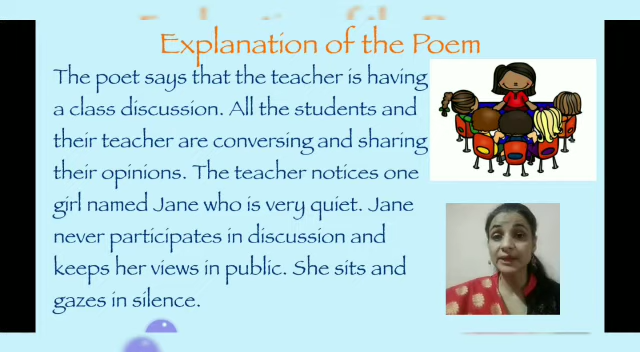 Explanation of the Poem
The poet says that the teacher is having
a class discussion. All the students and
their teacher are conversing and sharing
their opinions. The teacher notices one
girl named Jane who is very quiet. Jane
never participates in discussion and
keeps her views in public. She sits and
gazes in silence.